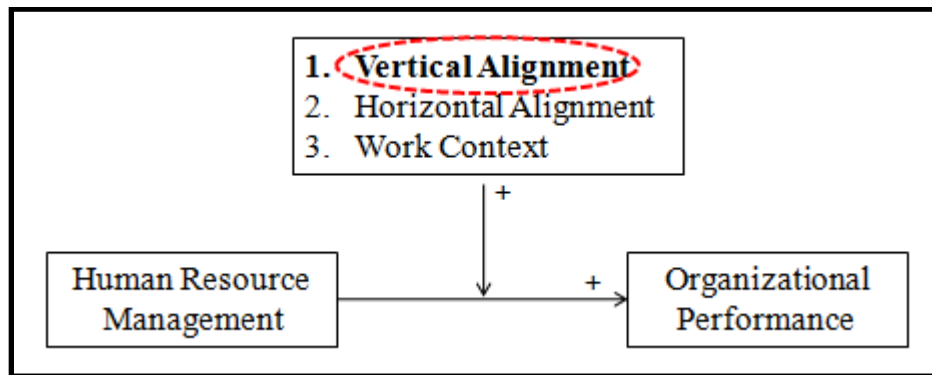 1. Vertical Alignment
2. Horizontal Alignment
3. Work Context
+
Human Resource
Management
+
Organizational
Performance